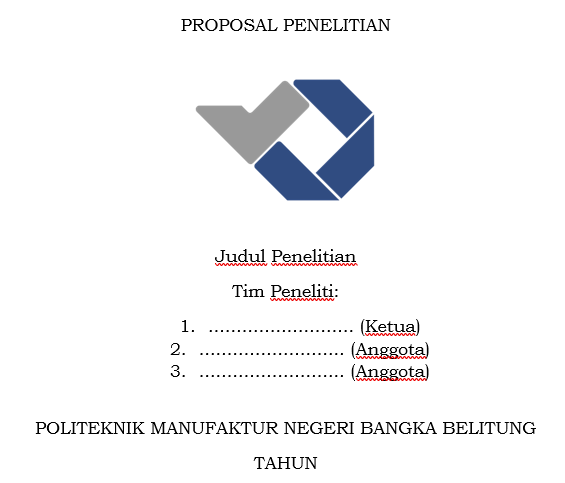 PROPOSAL PENELITIAN
Judul Penelitian
Tim Peneliti:
1. .......................... (Ketua)
2. .......................... (Anggota)
3. .......................... (Anggota)
POLITEKNIK MANUFAKTUR NEGERI BANGKA BELITUNG
TAHUN